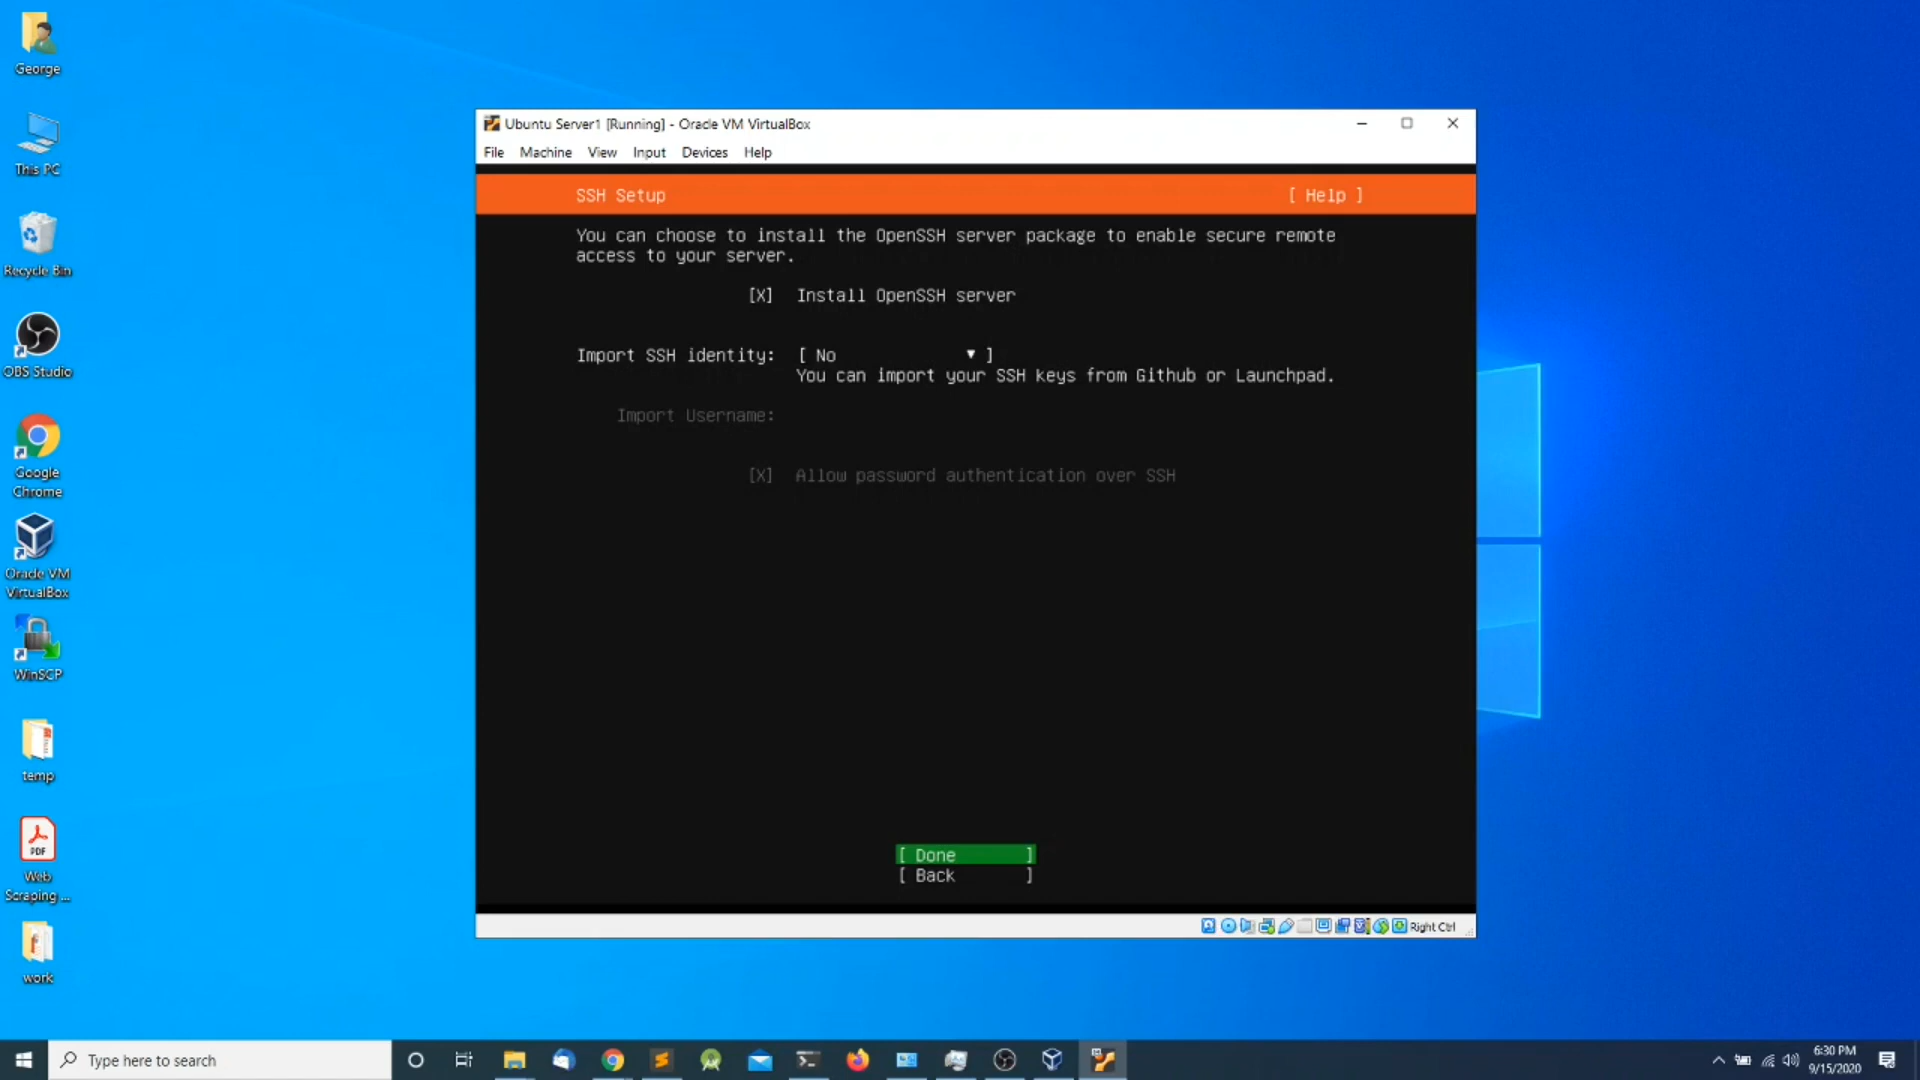 George
This PC
Recycle Bin
OBS Studio
Google
Chrome
Oracle VM
VirtualBox
WinSCP
temp
Web
Scraping ...
work
Ubuntu Server1 [Running] - Oracle VM VirtualBox
File Machine View Input Devices Help
SSH Setup [ Help ]
You can choose to install the OpenSSH server package to enable secure remote
access to your server.
[X] Install OpenSSH server
Import SSH identity: [ No ▼ ]
You can import your SSH keys from Github or Launchpad.
Import Username:
[X] Allow password authentication over SSH
[ Done ]
[ Back ]
Right Ctrl
Type here to search
6:30 PM
9/15/2020
PDF